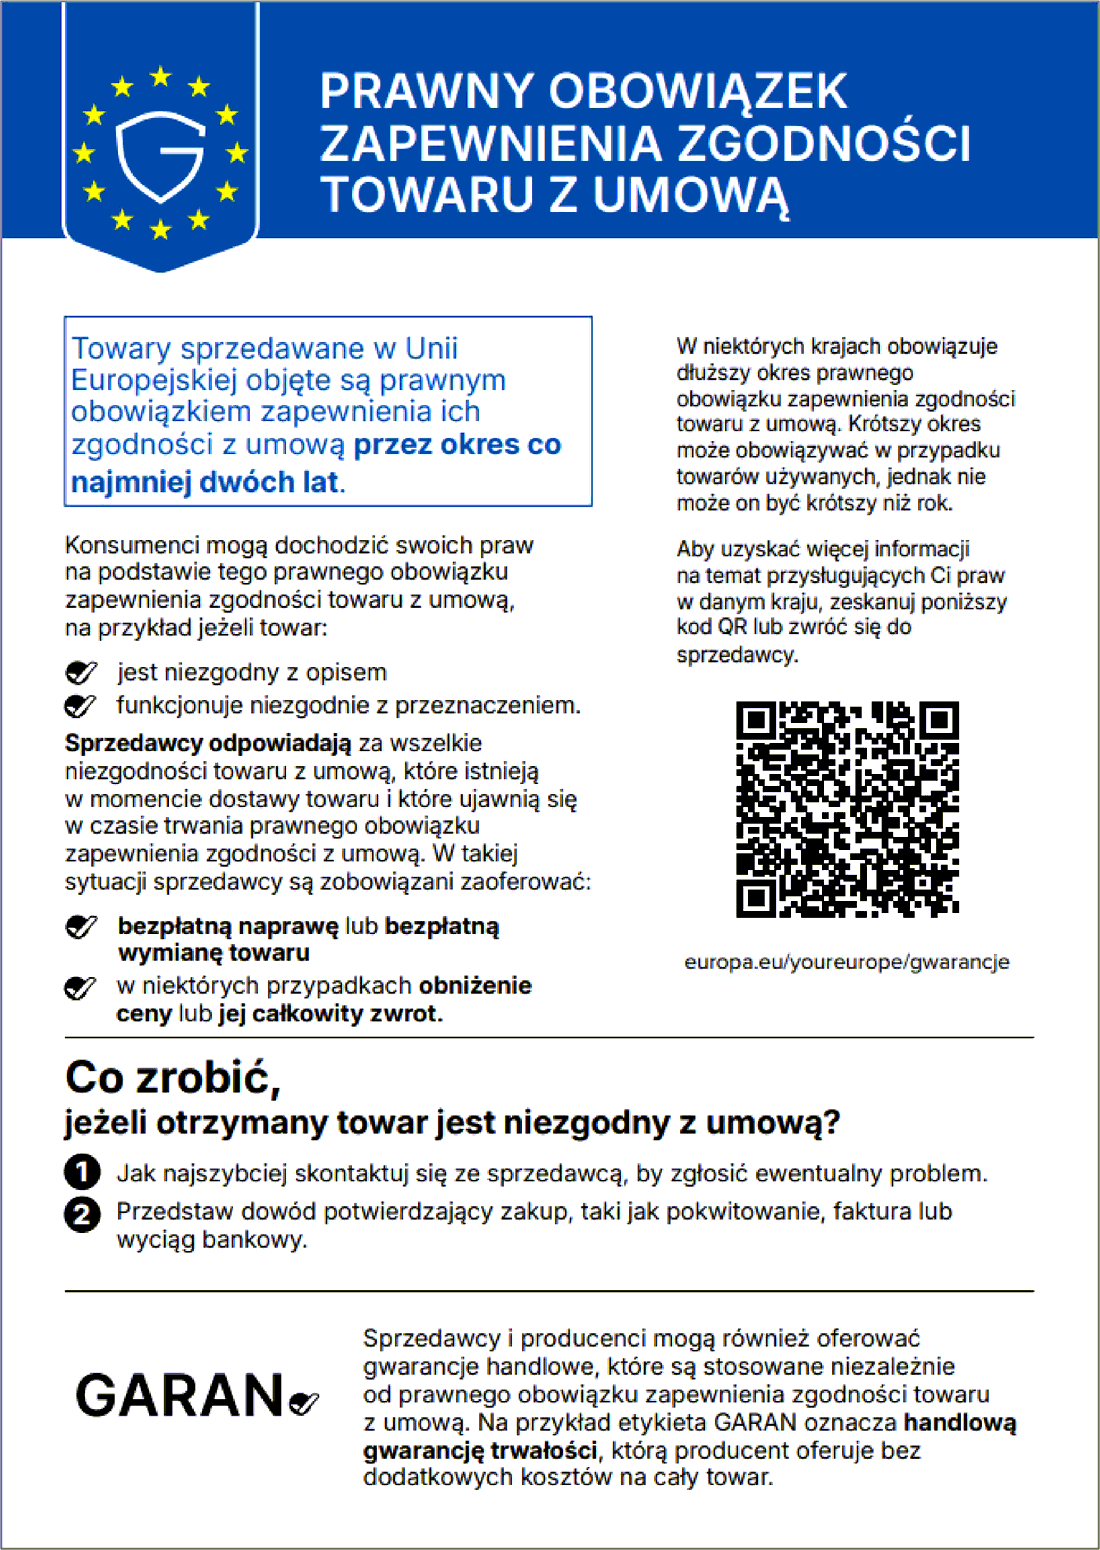 PRAWNY OBOWIĄZEK
ZAPEWNIENIA ZGODNOŚCI
TOWARU Z UMOWĄ
Towary sprzedawane w Unii
Europejskiej objęte są prawnym
obowiązkiem zapewnienia ich
zgodności z umową przez okres co
najmniej dwóch lat.
Konsumenci mogą dochodzić swoich praw
na podstawie tego prawnego obowiązku
zapewnienia zgodności towaru z umową,
na przykład jeżeli towar:
jest niezgodny z opisem
funkcjonuje niezgodnie z przeznaczeniem.
Sprzedawcy odpowiadają za wszelkie
niezgodności towaru z umową, które istnieją
w momencie dostawy towaru i które ujawnią się
w czasie trwania prawnego obowiązku
zapewnienia zgodności z umową. W takiej
sytuacji sprzedawcy są zobowiązani zaoferować:
bezpłatną naprawę lub bezpłatną
wymianę towaru
w niektórych przypadkach obniżenie
ceny lub jej całkowity zwrot.
W niektórych krajach obowiązuje
dłuższy okres prawnego
obowiązku zapewnienia zgodności
towaru z umową. Krótszy okres
może obowiązywać w przypadku
towarów używanych, jednak nie
może on być krótszy niż rok.
Aby uzyskać więcej informacji
na temat przysługujących Ci praw
w danym kraju, zeskanuj poniższy
kod QR lub zwróć się do
sprzedawcy.
europa.eu/youreurope/gwarancje
Co zrobić,
jeżeli otrzymany towar jest niezgodny z umową?
1 Jak najszybciej skontaktuj się ze sprzedawcą, by zgłosić ewentualny problem.
2 Przedstaw dowód potwierdzający zakup, taki jak pokwitowanie, faktura lub
wyciąg bankowy.
GARAN
Sprzedawcy i producenci mogą również oferować
gwarancje handlowe, które są stosowane niezależnie
od prawnego obowiązku zapewnienia zgodności towaru
z umową. Na przykład etykieta GARAN oznacza handlową
gwarancję trwałości, którą producent oferuje bez
dodatkowych kosztów na cały towar.